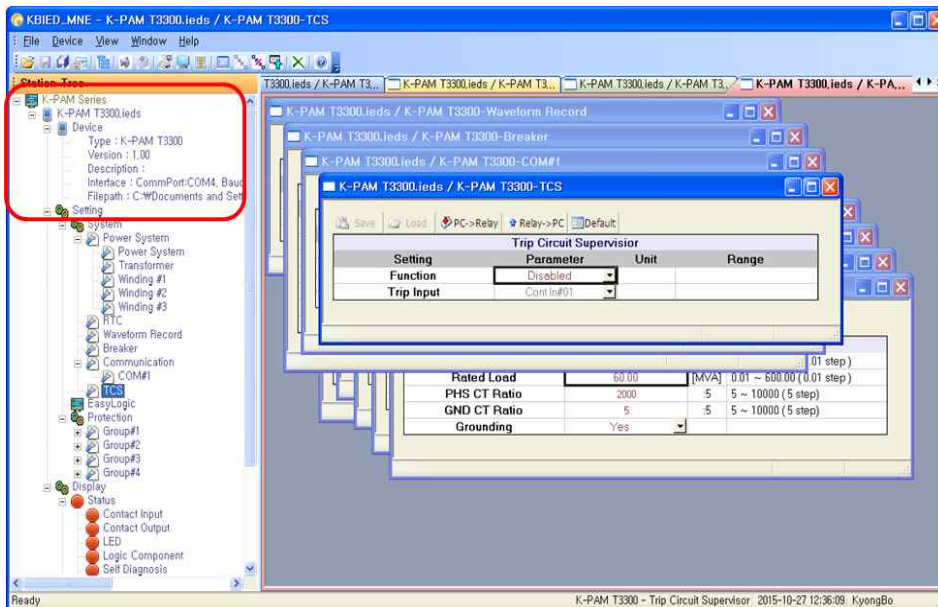 KBIED_MNE - K-PAM T3300.ieds / K-PAM T3300-TCS
File Device View Window Help
Station Tree
T3300.ieds / K-PAM T3... K-PAM T3300.ieds / K-PAM T3... K-PAM T3300.ieds / K-PAM T3... K-PAM T3300.ieds / K-PA...
K-PAM Series
K-PAM T3300.ieds
Device
Type : K-PAM T3300
Version : 1.00
Description :
Interface : CommPort:COM4, Baud
Filepath : C:₩Documents and Sett
Setting
System
Power System
Power System
Transformer
Winding #1
Winding #2
Winding #3
RTC
Waveform Record
Breaker
Communication
COM#1
TCS
EasyLogic
Protection
Group#1
Group#2
Group#3
Group#4
Display
Status
Contact Input
Contact Output
LED
Logic Component
Self Diagnosis
K-PAM T3300.ieds / K-PAM T3300-Waveform Record
K-PAM T3300.ieds / K-PAM T3300-Breaker
K-PAM T3300.ieds / K-PAM T3300-COM#1
K-PAM T3300.ieds / K-PAM T3300-TCS
Save Load PC->Relay Relay->PC Default
Trip Circuit Supervisior
Setting Parameter Unit Range
Function Disabled
Trip Input Cont In#01
.01 step )
Rated Load 60.00 [MVA] 0.01 ~ 600.00 ( 0.01 step )
PHS CT Ratio 2000 :5 5 ~ 10000 ( 5 step)
GND CT Ratio 5 :5 5 ~ 10000 ( 5 step)
Grounding Yes
Ready K-PAM T3300 - Trip Circuit Supervisor 2015-10-27 12:36:09 KyongBo